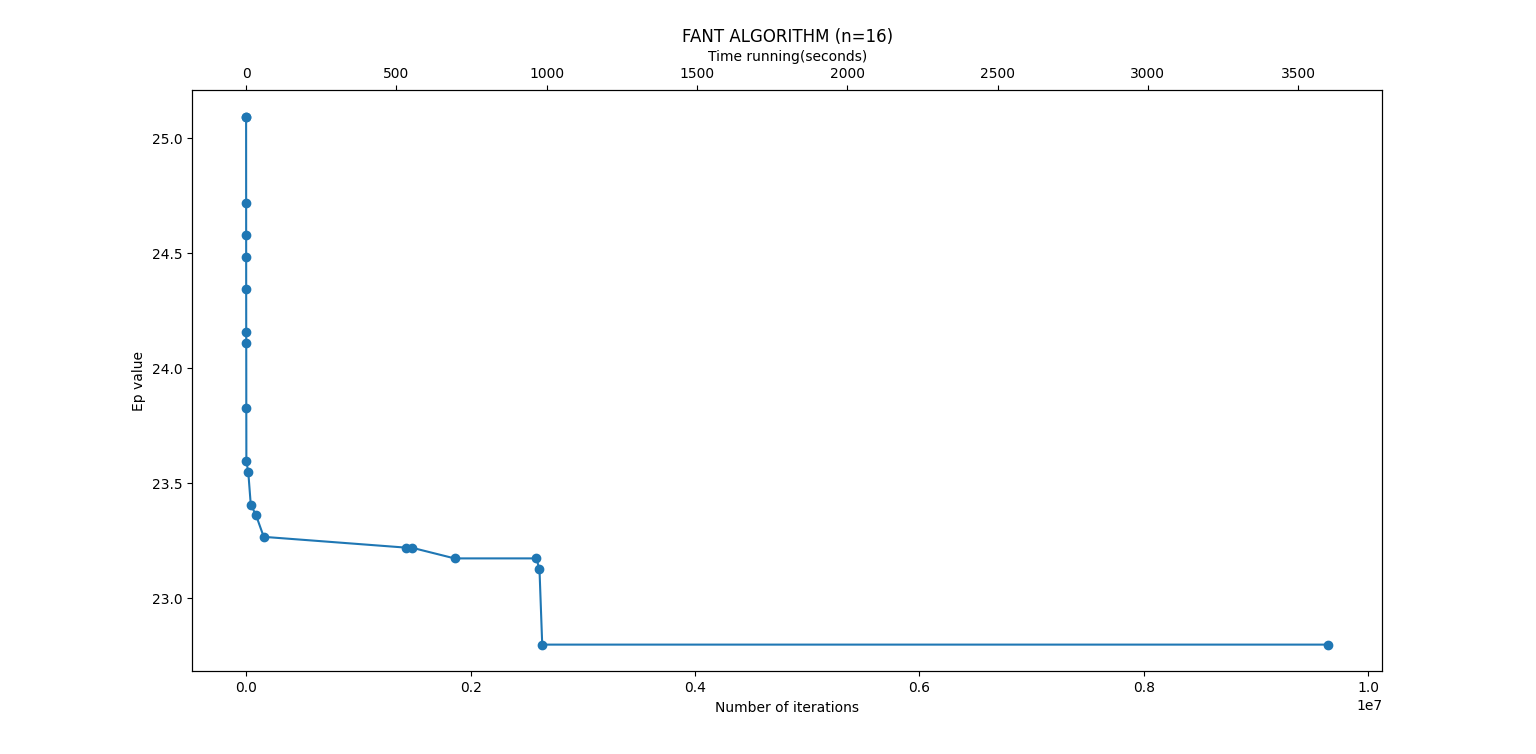 FANT ALGORITHM (n=16)
Time running(seconds)
0 500 1000 1500 2000 2500 3000 3500
25.0
24.5
24.0
23.5
23.0
Ep value
0.0 0.2 0.4 0.6 0.8 1.0
1e7
Number of iterations